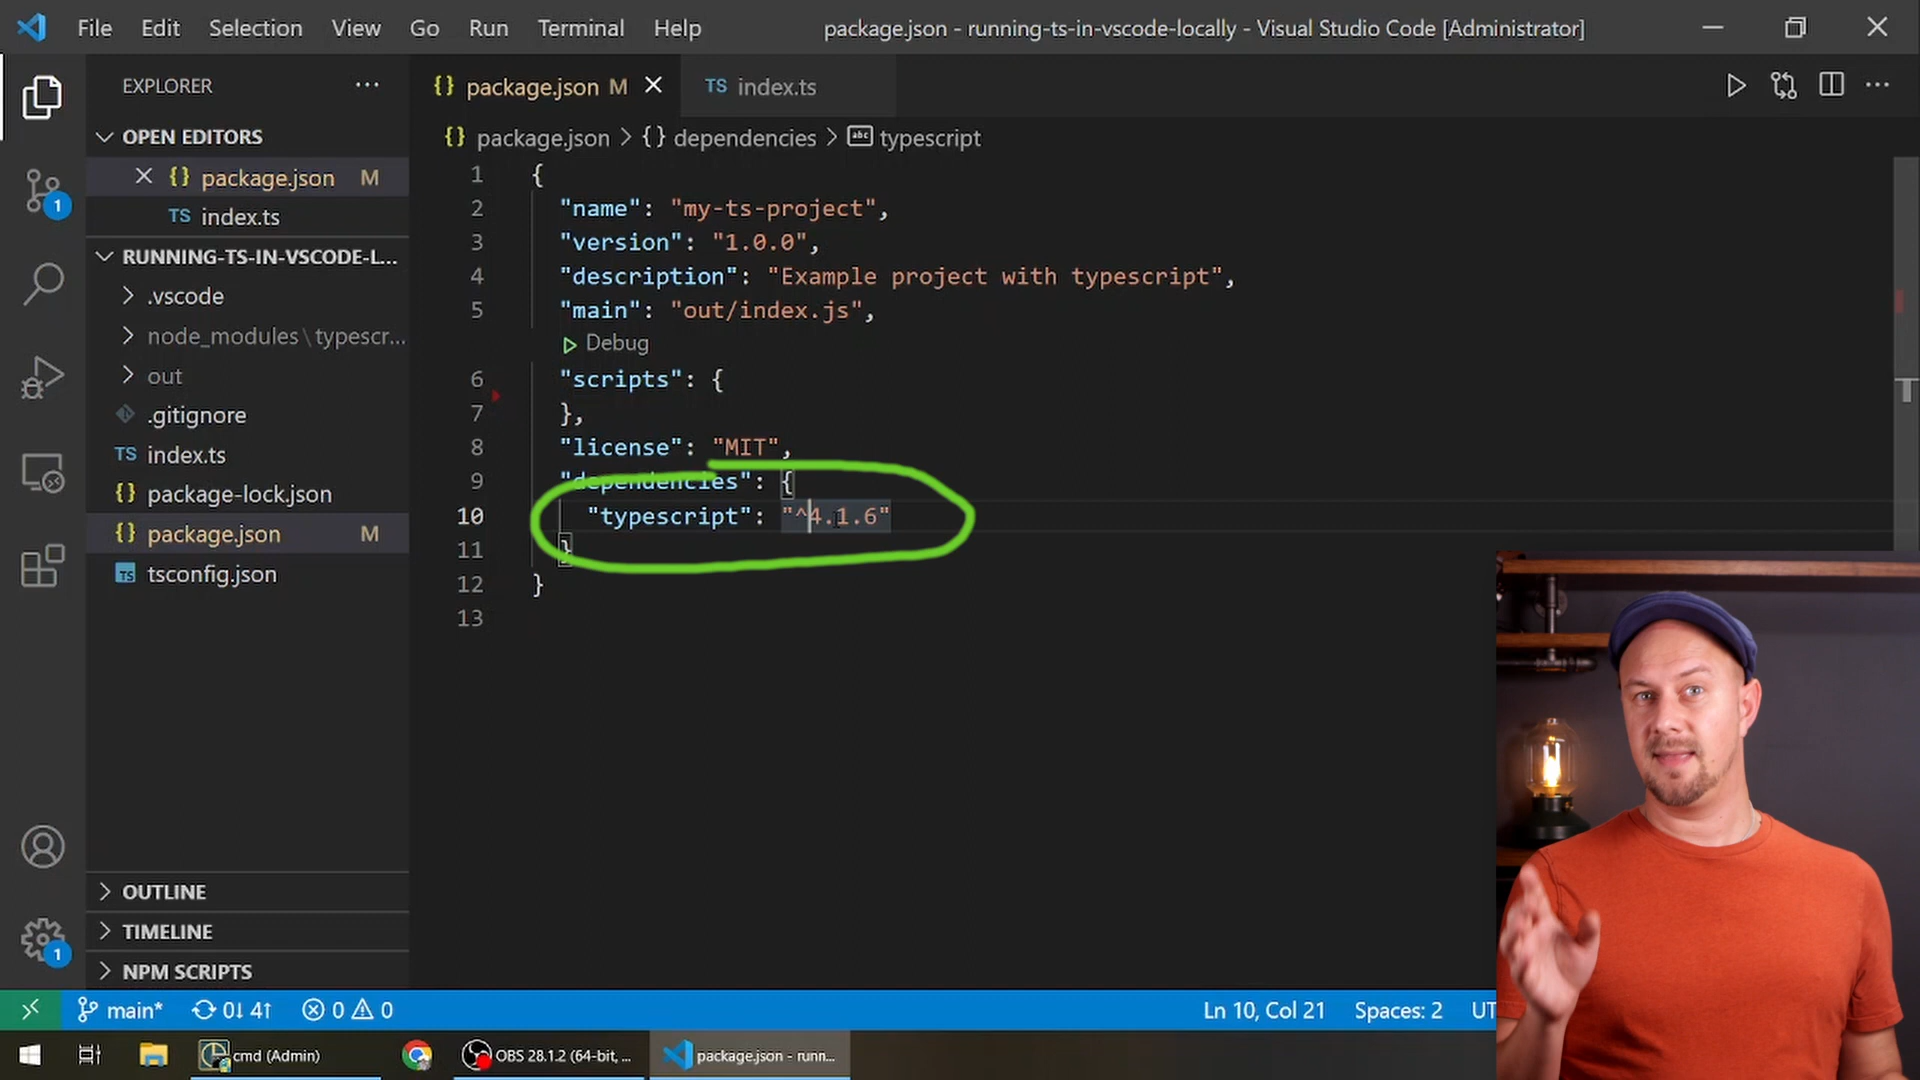 File Edit Selection View Go Run Terminal Help package.json - running-ts-in-vscode-locally - Visual Studio Code [Administrator]
EXPLORER
package.json M
TS index.ts
OPEN EDITORS
package.json > {} dependencies > abc typescript
{} package.json M
TS index.ts
RUNNING-TS-IN-VSCODE-L...
.vscode
node_modules\typescr...
out
.gitignore
TS index.ts
{} package-lock.json
{} package.json M
TS tsconfig.json
1 {
2 "name": "my-ts-project",
3 "version": "1.0.0",
4 "description": "Example project with typescript",
5 "main": "out/index.js",
Debug
6 "scripts": {
7 },
8 "license": "MIT",
9 "dependencies": {
10 "typescript": "^4.1.6"
11 }
12 }
13
1
1
OUTLINE
TIMELINE
NPM SCRIPTS
main* 0↓ 4↑ 0 0 Ln 10, Col 21 Spaces: 2 UT
cmd (Admin) OBS 28.1.2 (64-bit, ... package.json - runn...